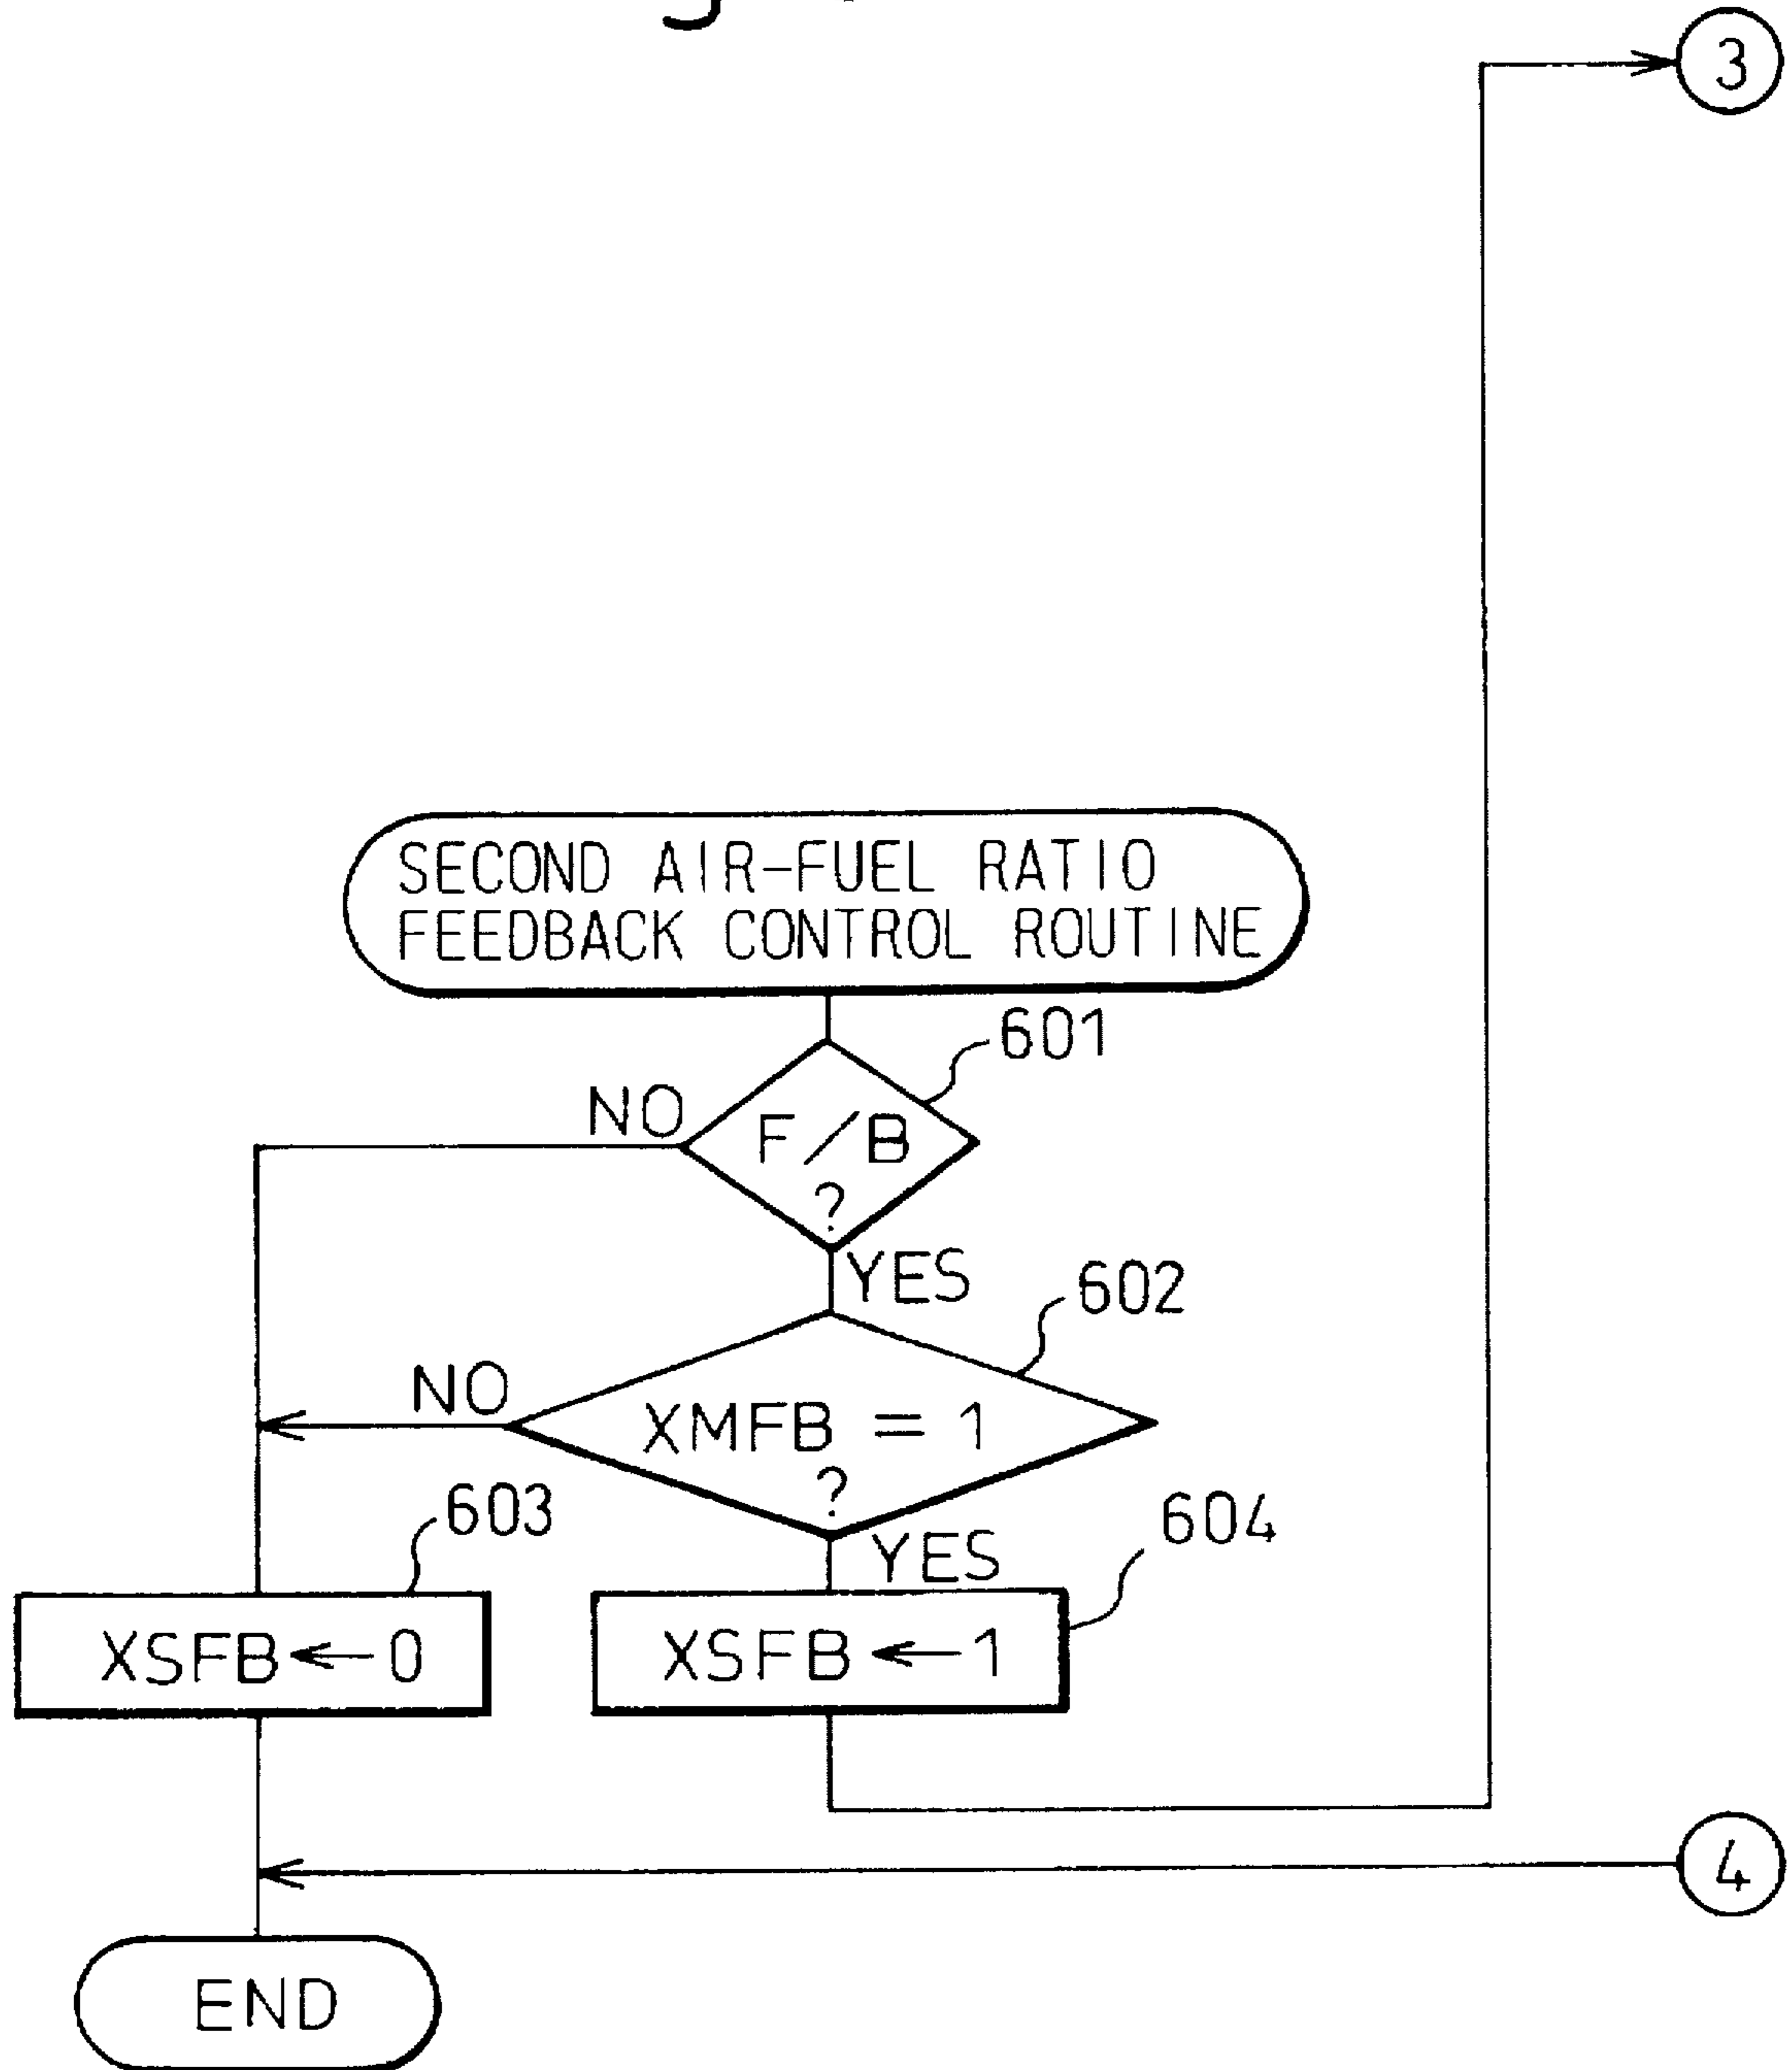 3
SECOND AIR-FUEL RATIO
FEEDBACK CONTROL ROUTINE
601
NO
F/B
?
YES
602
NO
XMFB = 1
?
YES
603
604
XSFB ← 0
XSFB ← 1
4
END